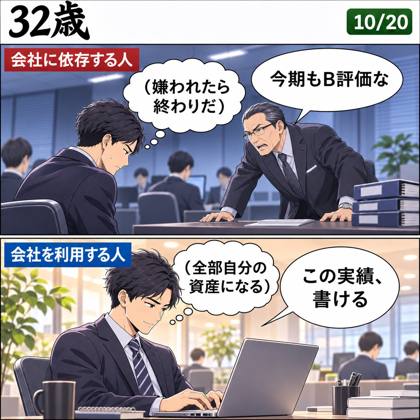 32歳
10/20
会社に依存する人
(嫌われたら
終わりだ)
今期もB評価な
会社を利用する人
(全部自分の
資産になる)
この実績、
書ける